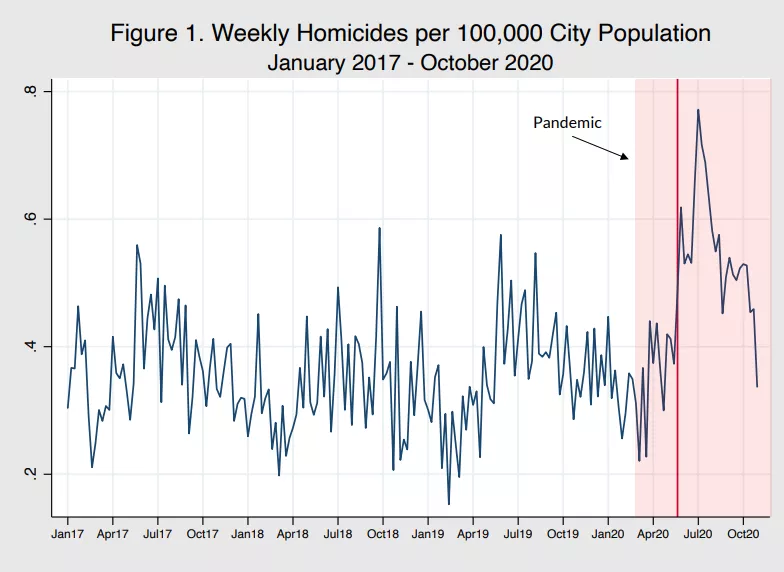 Figure 1. Weekly Homicides per 100,000 City Population
January 2017 - October 2020
Pandemic
.8
.6
.4
.2
Jan17 Apr17 Jul17 Oct17 Jan18 Apr18 Jul18 Oct18 Jan19 Apr19 Jul19 Oct19 Jan20 Apr20 Jul20 Oct20